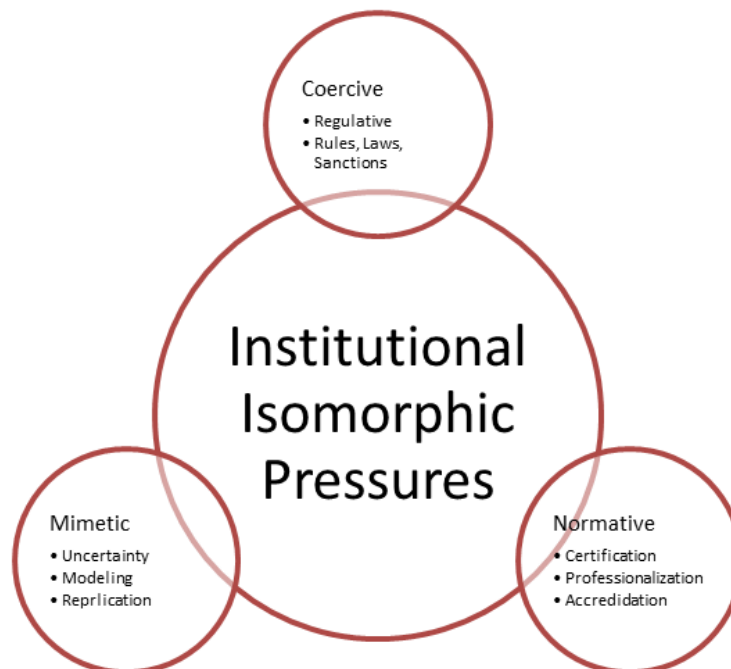 Coercive
• Regulative
• Rules, Laws,
Sanctions
Institutional
Isomorphic
Pressures
Mimetic
• Uncertainty
• Modeling
• Reprlication
Normative
• Certification
• Professionalization
• Accredidation